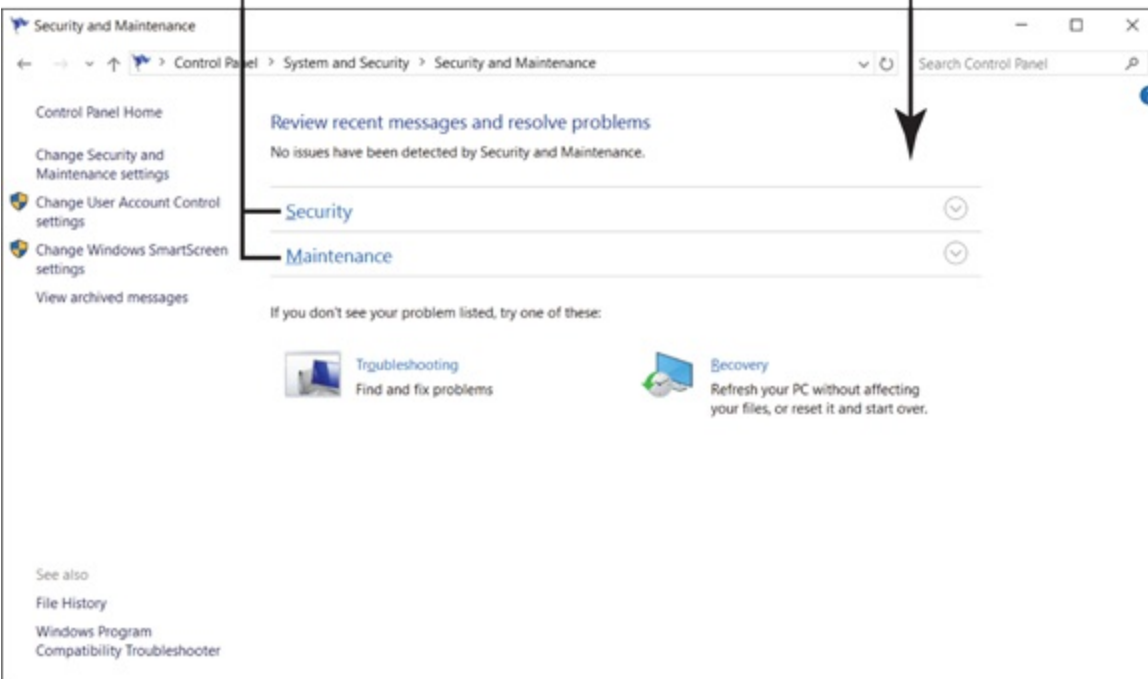 Security and Maintenance
Control Panel > System and Security > Security and Maintenance
Search Control Panel
Control Panel Home
Change Security and
Maintenance settings
Change User Account Control
settings
Change Windows SmartScreen
settings
View archived messages
Review recent messages and resolve problems
No issues have been detected by Security and Maintenance.
Security
Maintenance
If you don't see your problem listed, try one of these:
Troubleshooting
Find and fix problems
Recovery
Refresh your PC without affecting
your files, or reset it and start over.
See also
File History
Windows Program
Compatibility Troubleshooter